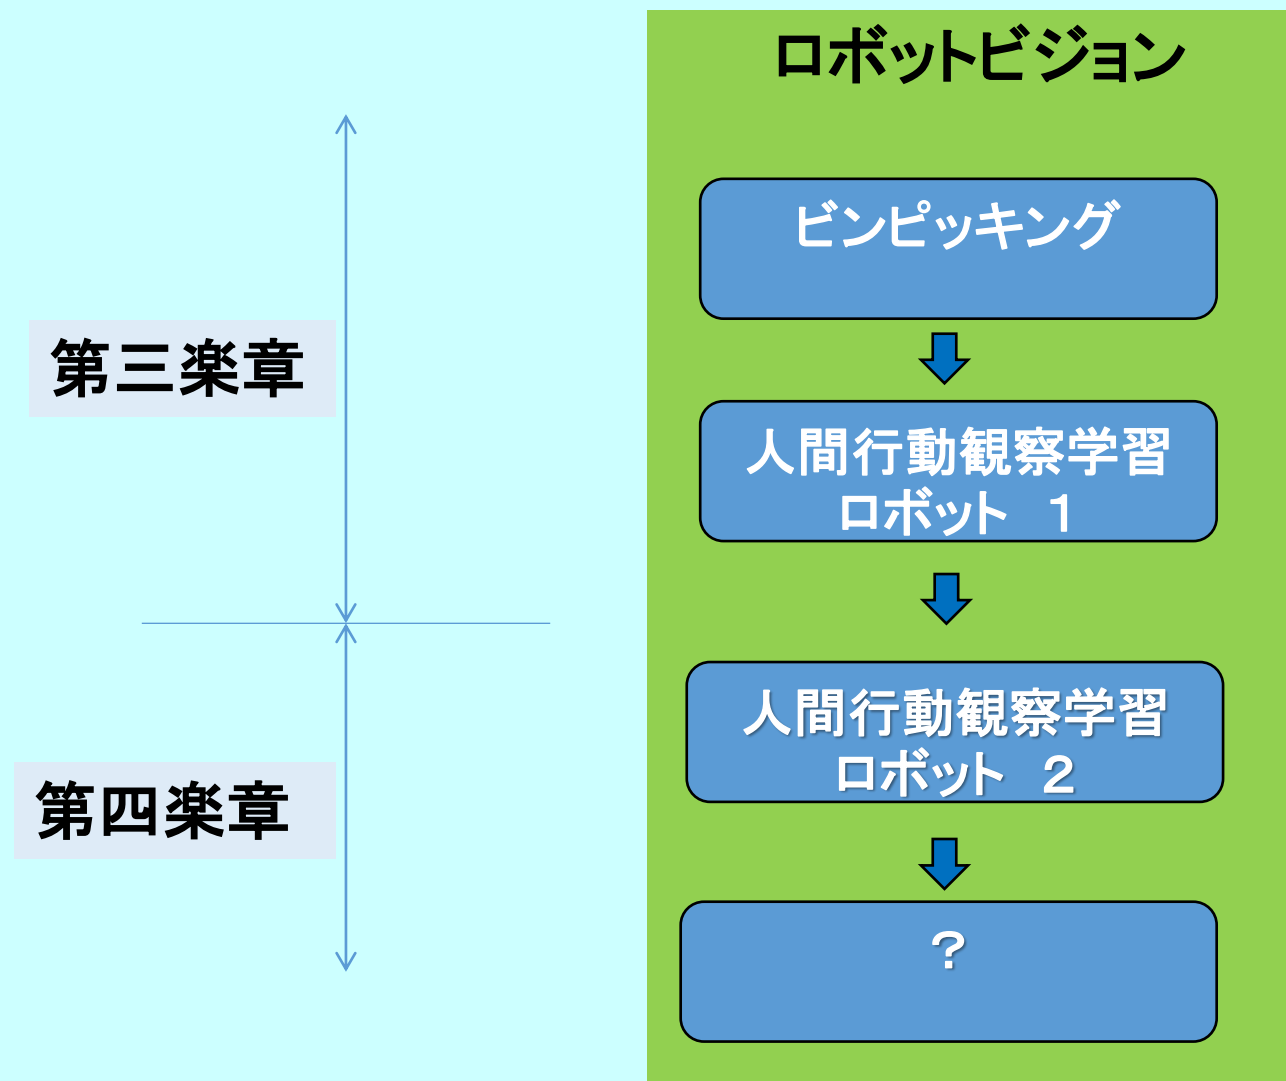 ロボットビジョン
ビンピッキング
第三楽章
人間行動観察学習
ロボット　１
人間行動観察学習
ロボット　２
第四楽章
？